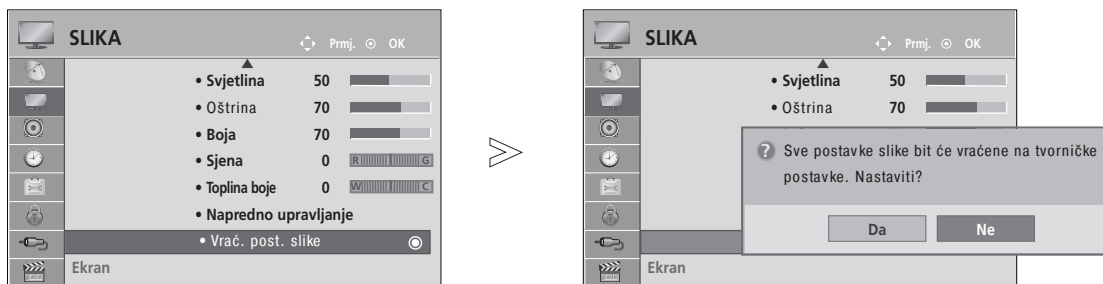 SLIKA
Prmj. OK
• Svjetlina 50
• Oštrina 70
• Boja 70
• Sjena 0 R G
• Toplina boje 0 W C
• Napredno upravljanje
• Vrać. post. slike
Ekran
SLIKA
Prmj. OK
• Svjetlina 50
• Oštrina 70
? Sve postavke slike bit će vraćene na tvorničke
postavke. Nastaviti?
Da Ne
Ekran